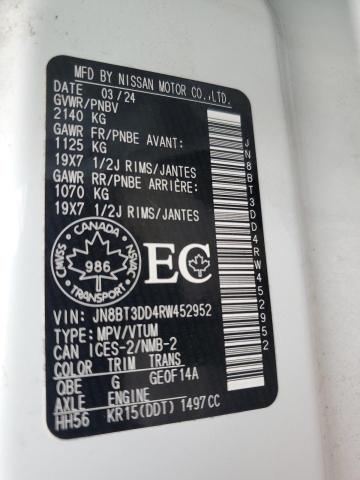 MFD BY NISSAN MOTOR CO.,LTD.
DATE 03/24
GVWR/PNBV
2140 KG
GAWR FR/PNBE AVANT:
1125 KG
19X7 1/2J RIMS/JANTES
GAWR RR/PNBE ARRIÈRE:
1070 KG
19X7 1/2J RIMS/JANTES
CANADA
CMVSS
986
NSVAC
TRANSPORT
EC
JN8BT3DD4RW452952
VIN: JN8BT3DD4RW452952
TYPE:MPV/VTUM
CAN ICES-2/NMB-2
COLOR TRIM TRANS
QBE G GE0F14A
AXLE ENGINE
HH56 KR15(DDT) 1497CC